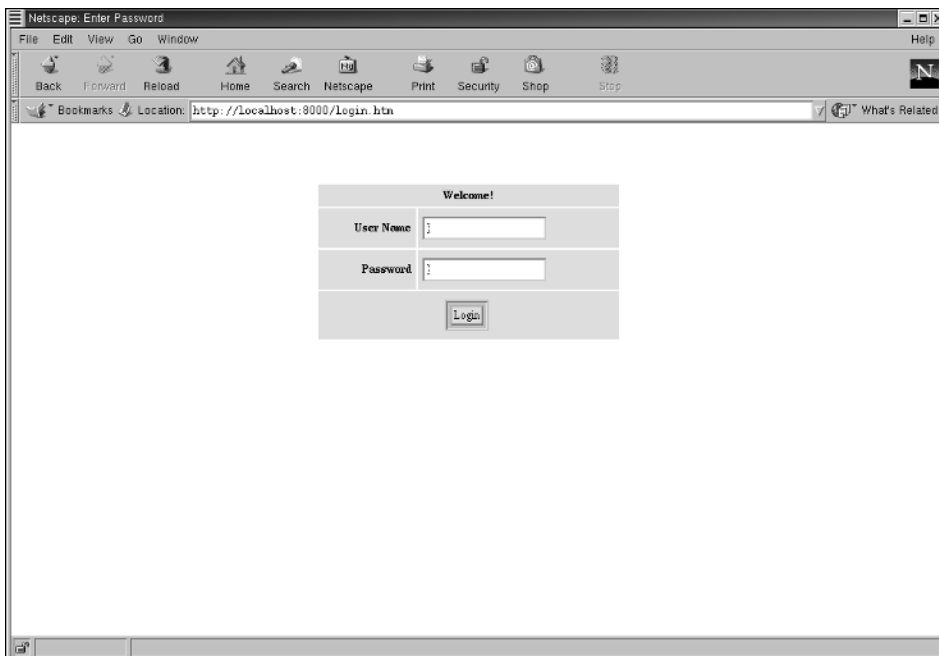 Netscape: Enter Password
File Edit View Go Window Help
Back Forward Reload Home Search Netscape Print Security Shop Stop
Bookmarks Location: http://localhost:8000/login.htm What's Related
Welcome!
User Name
Password
Login